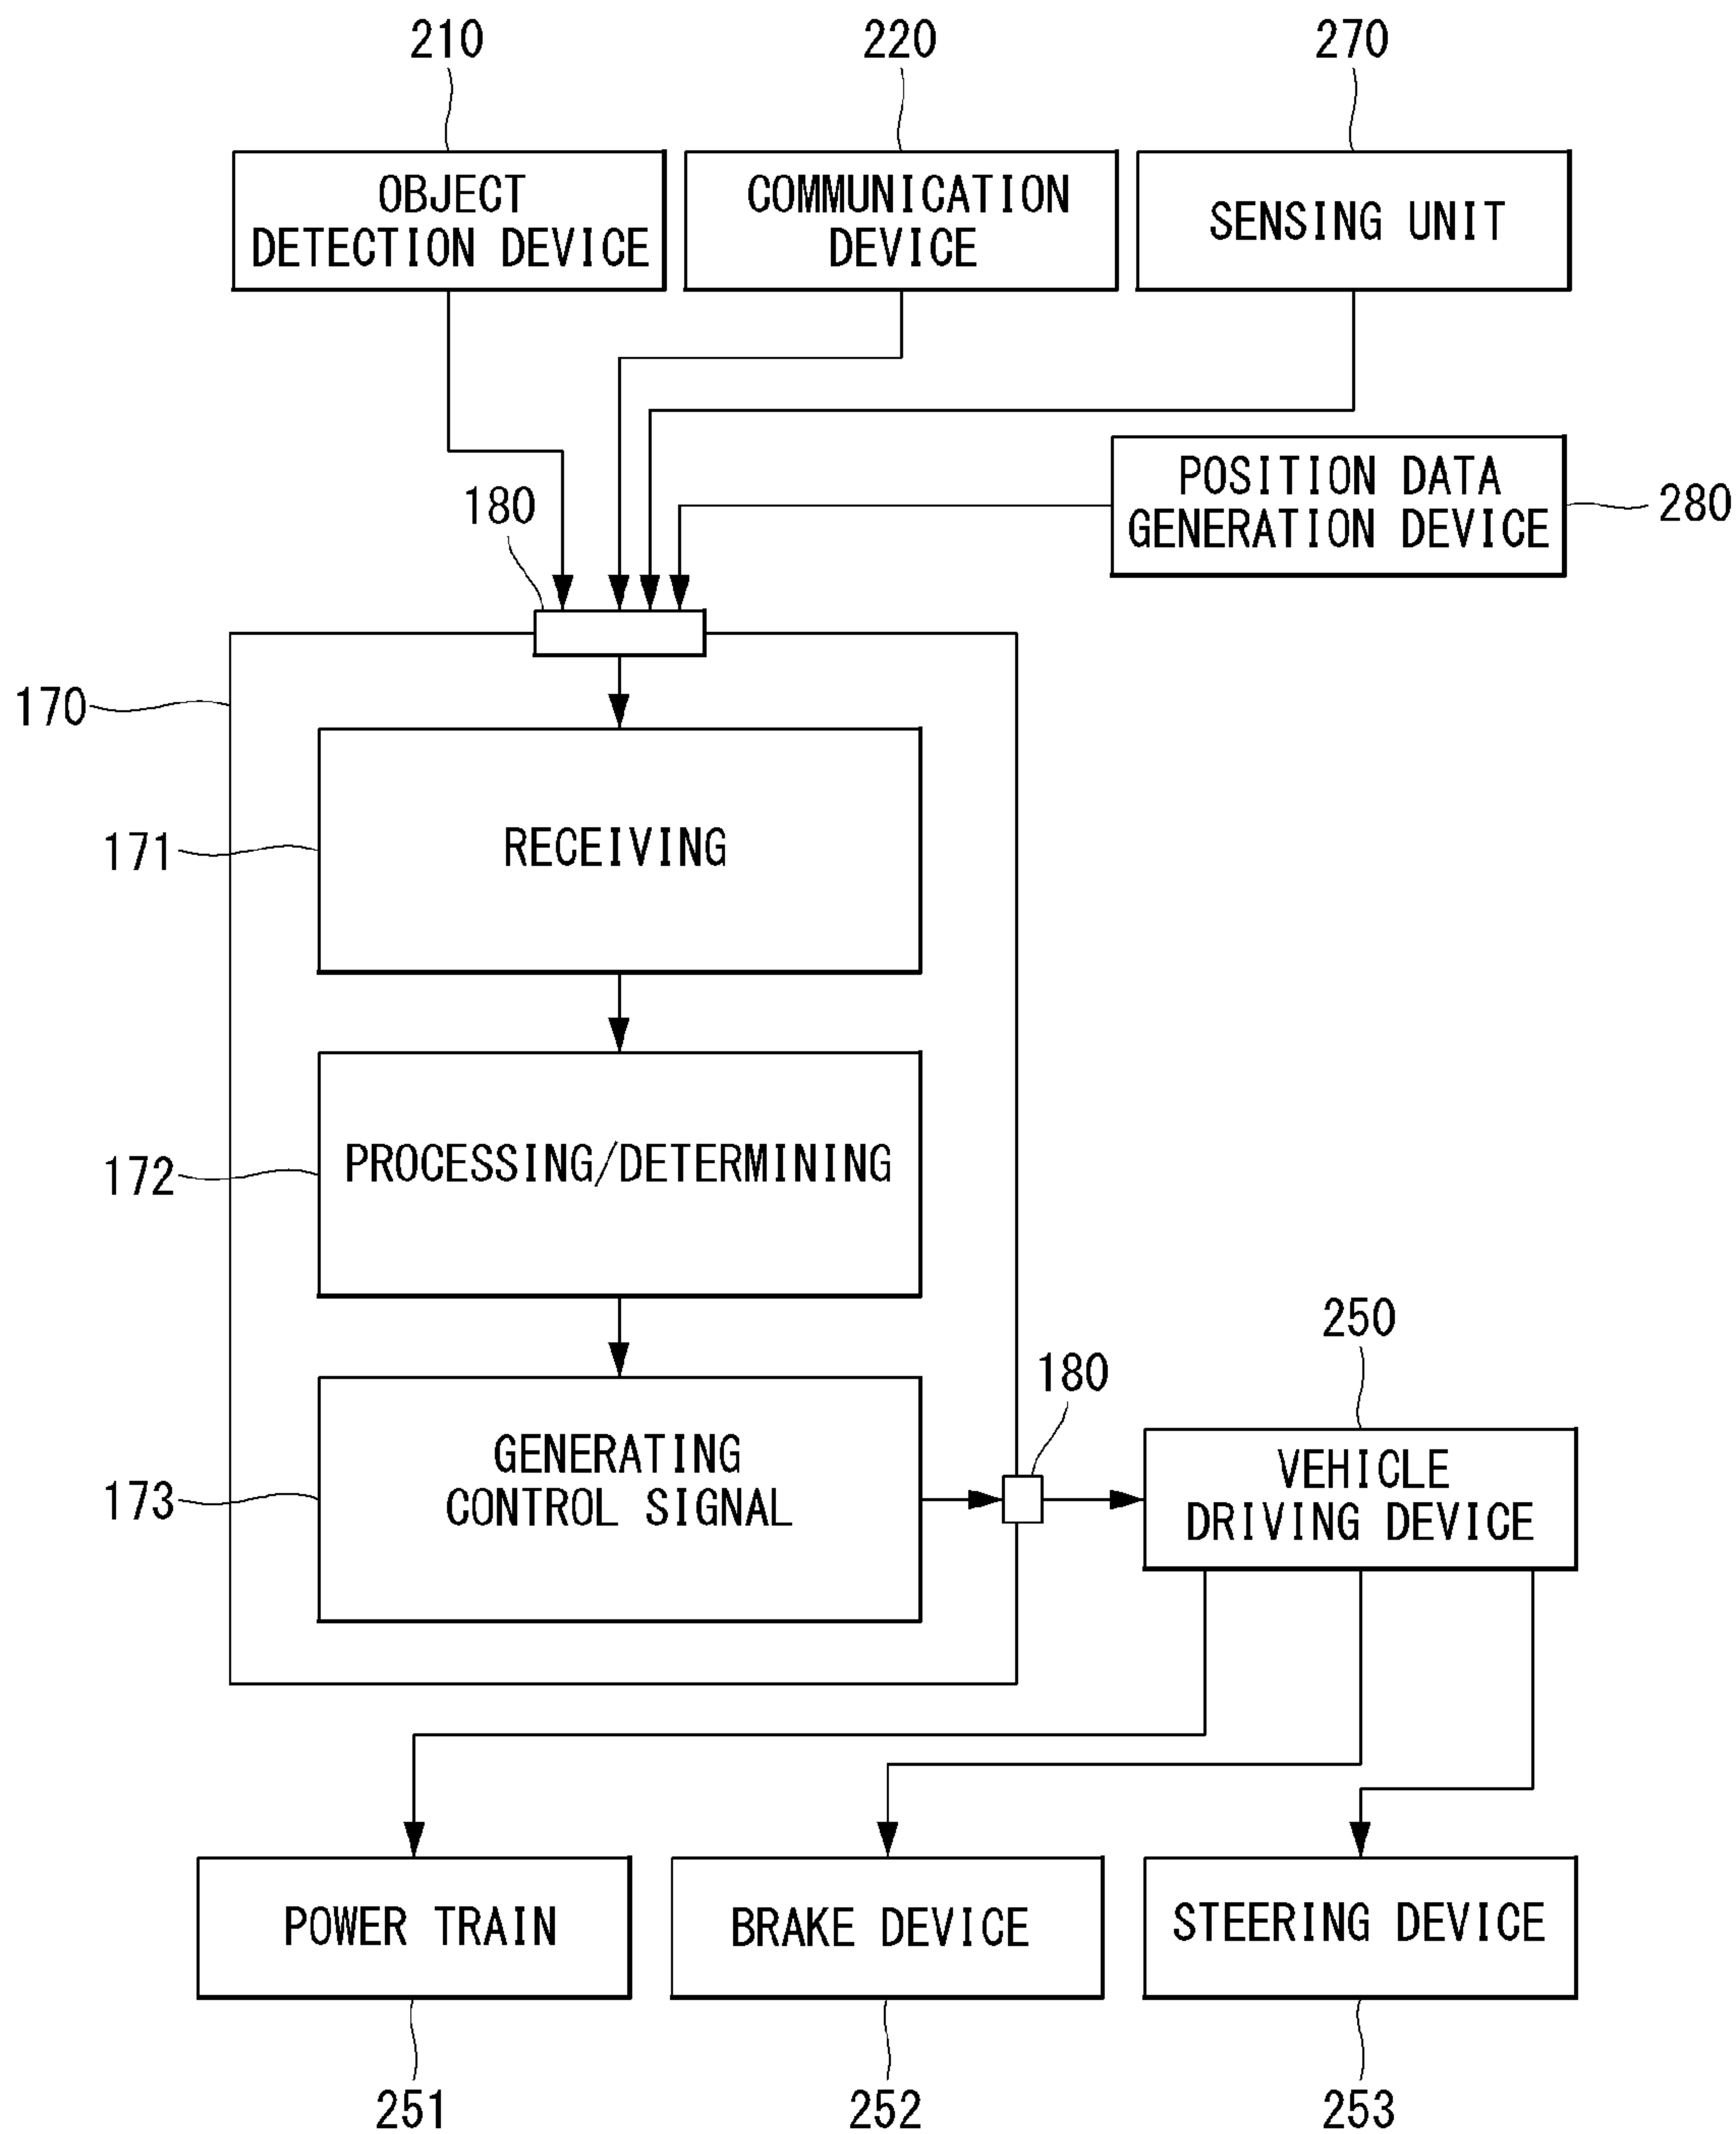 210
220
270
OBJECT
DETECTION DEVICE
COMMUNICATION
DEVICE
SENSING UNIT
POSITION DATA
GENERATION DEVICE
280
180
170
171
RECEIVING
172
PROCESSING/DETERMINING
173
GENERATING
CONTROL SIGNAL
180
250
VEHICLE
DRIVING DEVICE
POWER TRAIN
BRAKE DEVICE
STEERING DEVICE
251
252
253